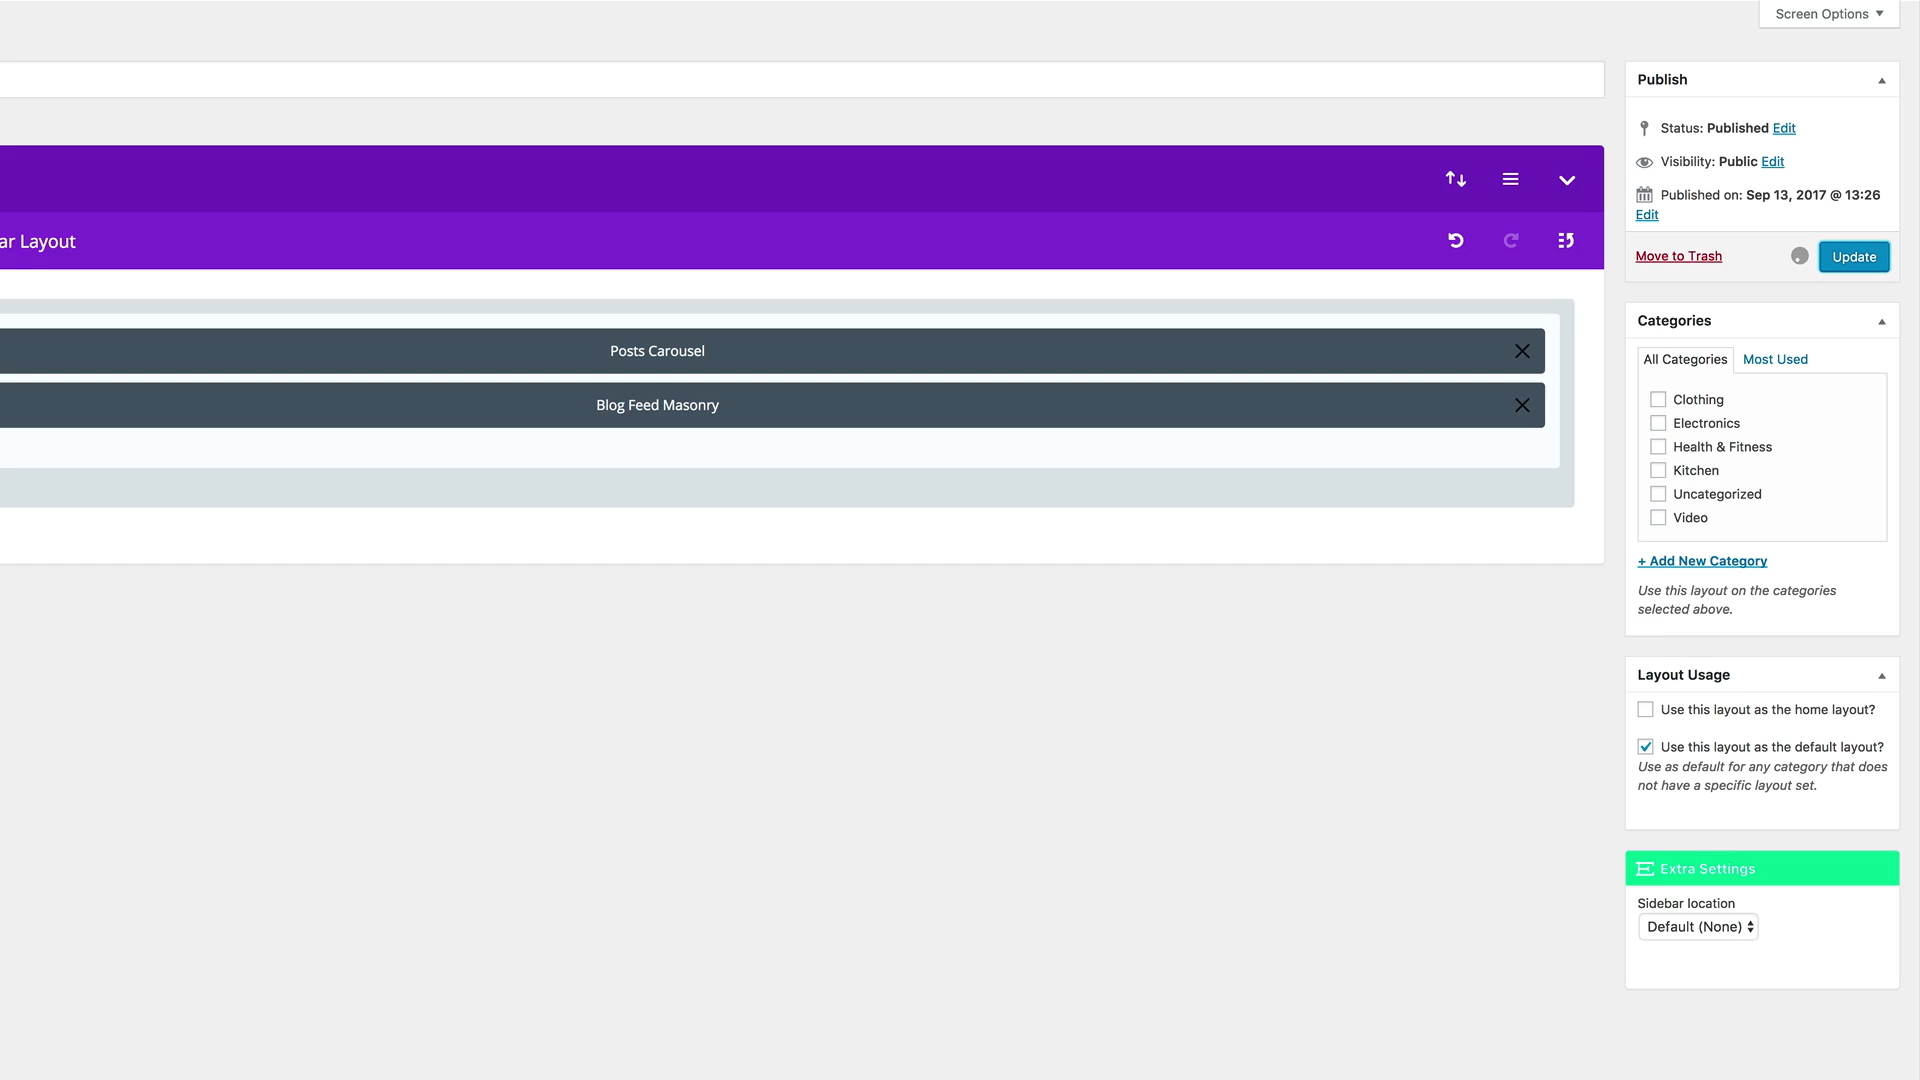 Screen Options
Publish
Status: Published Edit
Visibility: Public Edit
Published on: Sep 13, 2017 @ 13:26
Edit
Move to Trash
Update
ar Layout
Posts Carousel
Blog Feed Masonry
Categories
All Categories
Most Used
Clothing
Electronics
Health & Fitness
Kitchen
Uncategorized
Video
+ Add New Category
Use this layout on the categories
selected above.
Layout Usage
Use this layout as the home layout?
Use this layout as the default layout?
Use as default for any category that does
not have a specific layout set.
Extra Settings
Sidebar location
Default (None)